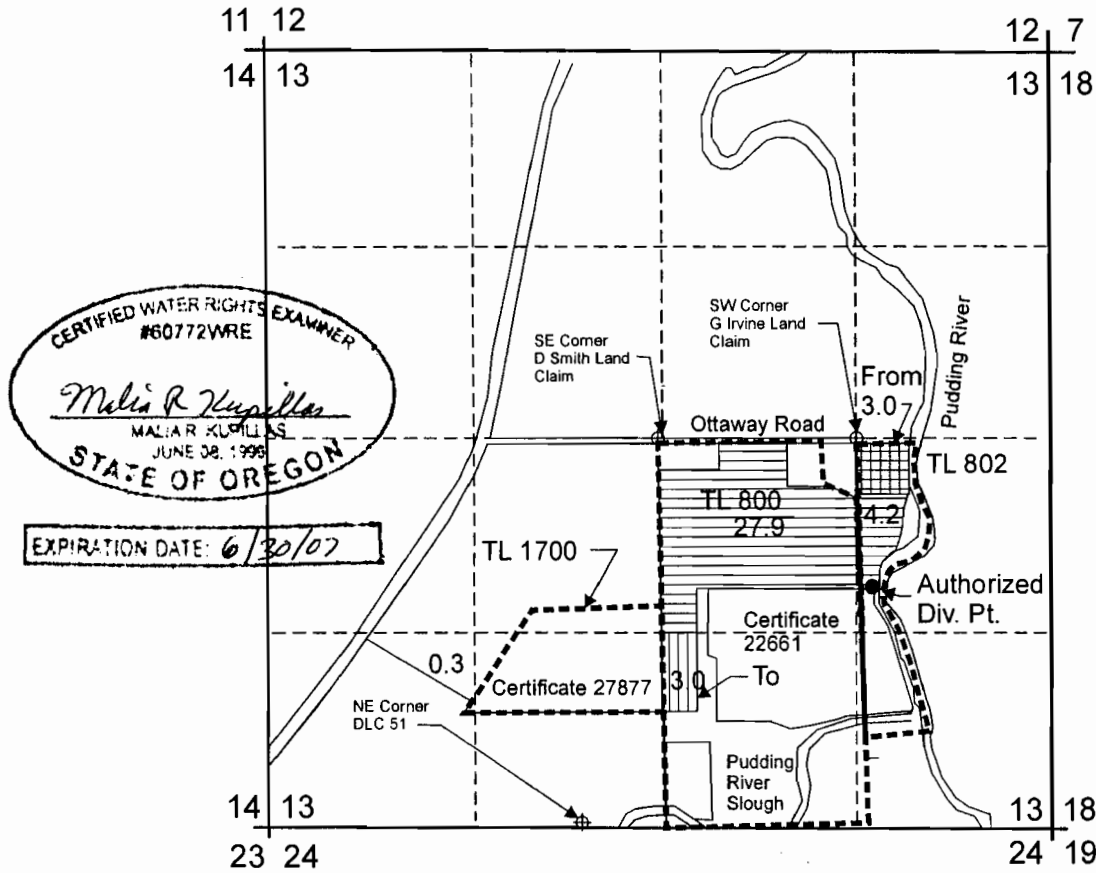 11 12
12 7
14 13
13 18
CERTIFIED WATER RIGHTS EXAMINER
#60772WRE
Malia R Kupillas
MALIA R KUPILLAS
JUNE 08, 1999
STATE OF OREGON
EXPIRATION DATE: 6/30/07
SE Corner
D Smith Land
Claim
SW Corner
G Irvine Land
Claim
Pudding River
From
3.0
Ottaway Road
TL 802
TL 800
27.9
4.2
TL 1700
Authorized
Div. Pt.
Certificate
22661
0.3
Certificate 27877
3.0
To
NE Corner
DLC 51
Pudding
River
Slough
14 13
13 18
23 24
24 19